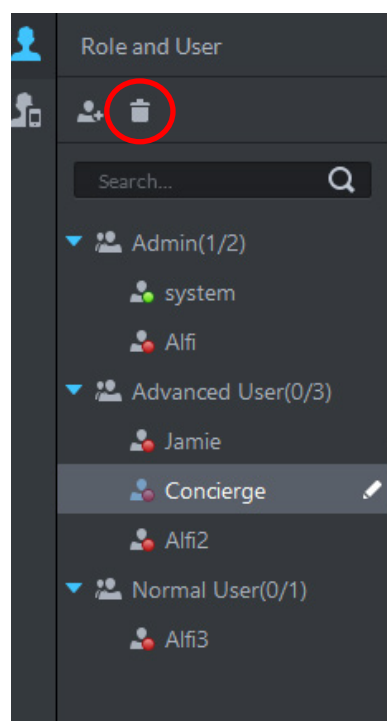 Role and User
Search...
Admin(1/2)
system
Alfi
Advanced User(0/3)
Jamie
Concierge
Alfi2
Normal User(0/1)
Alfi3